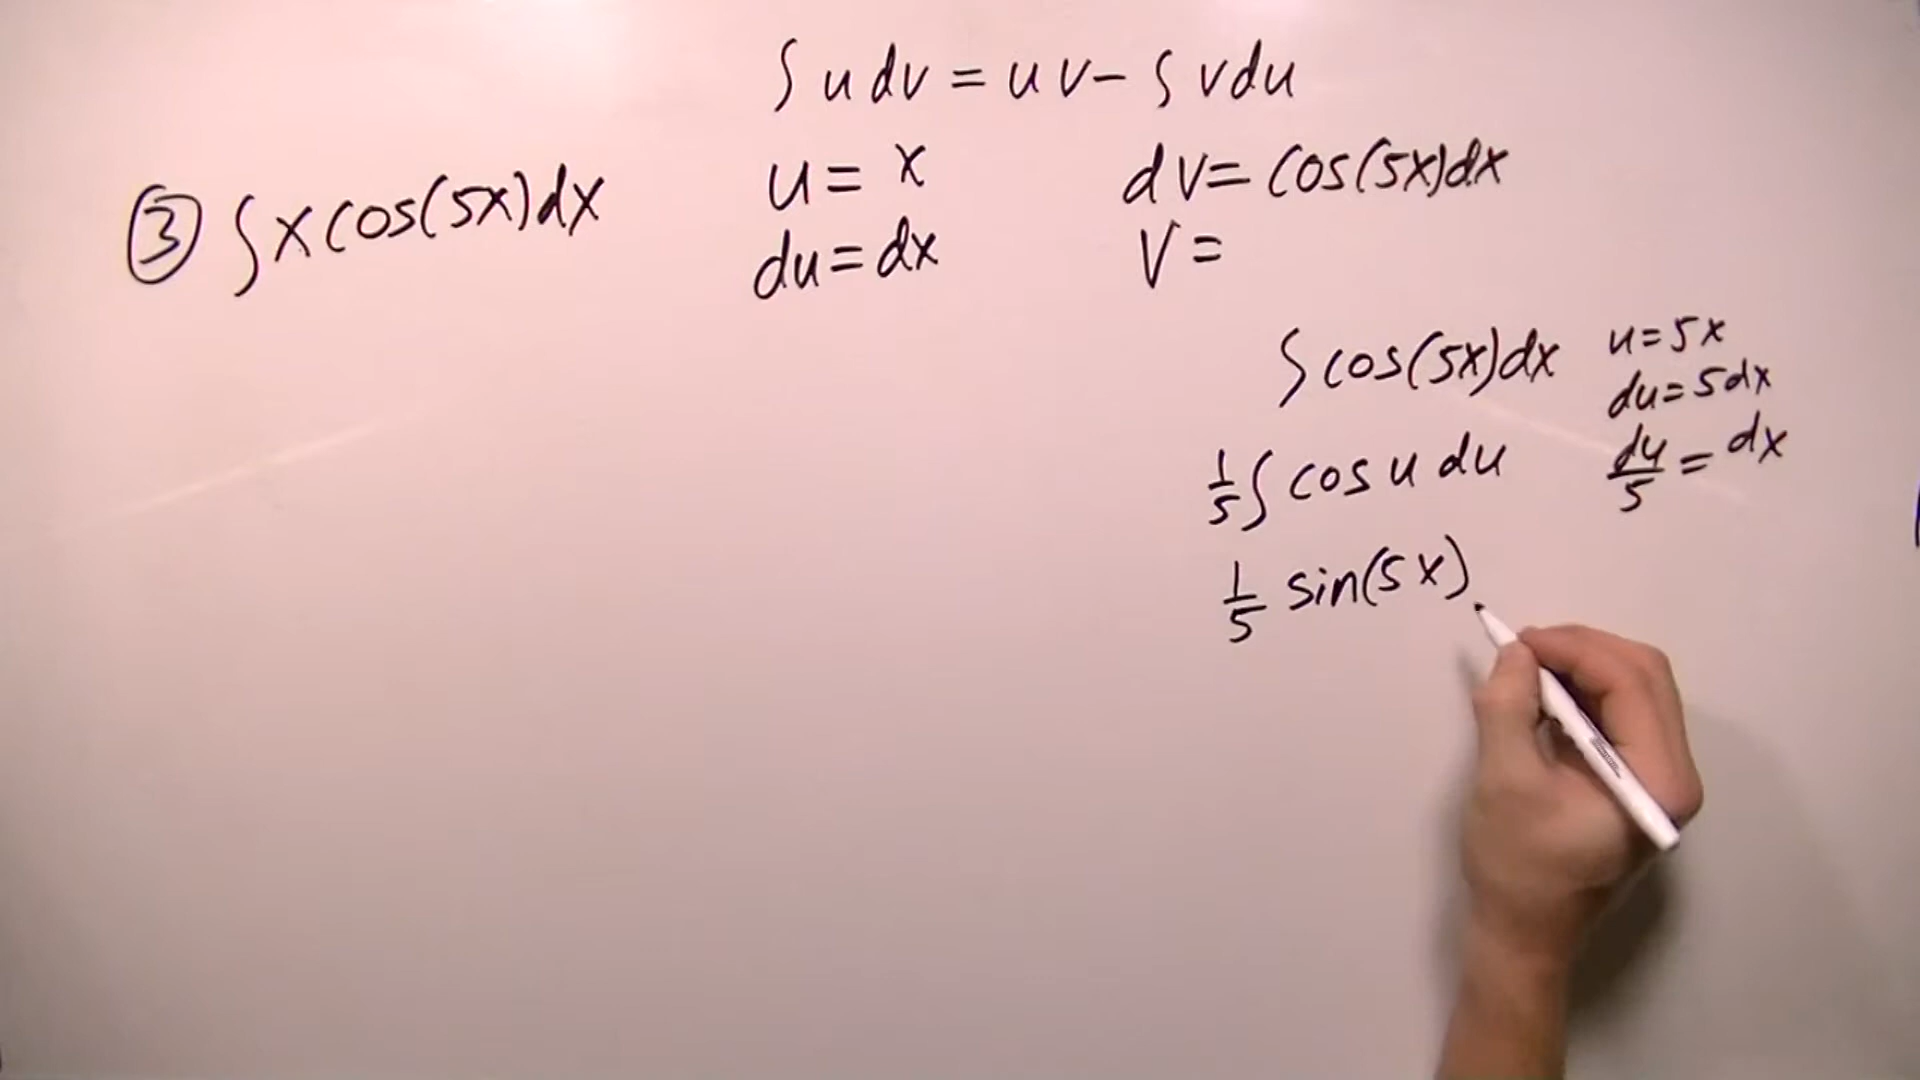 ∫ u dv = u v - ∫ v du
③ ∫ x cos(5x) dx
u = x
du = dx
dv = cos(5x) dx
V =
∫ cos(5x) dx
1/5 ∫ cos u du
1/5 sin(5x)
u = 5x
du = 5dx
du/5 = dx